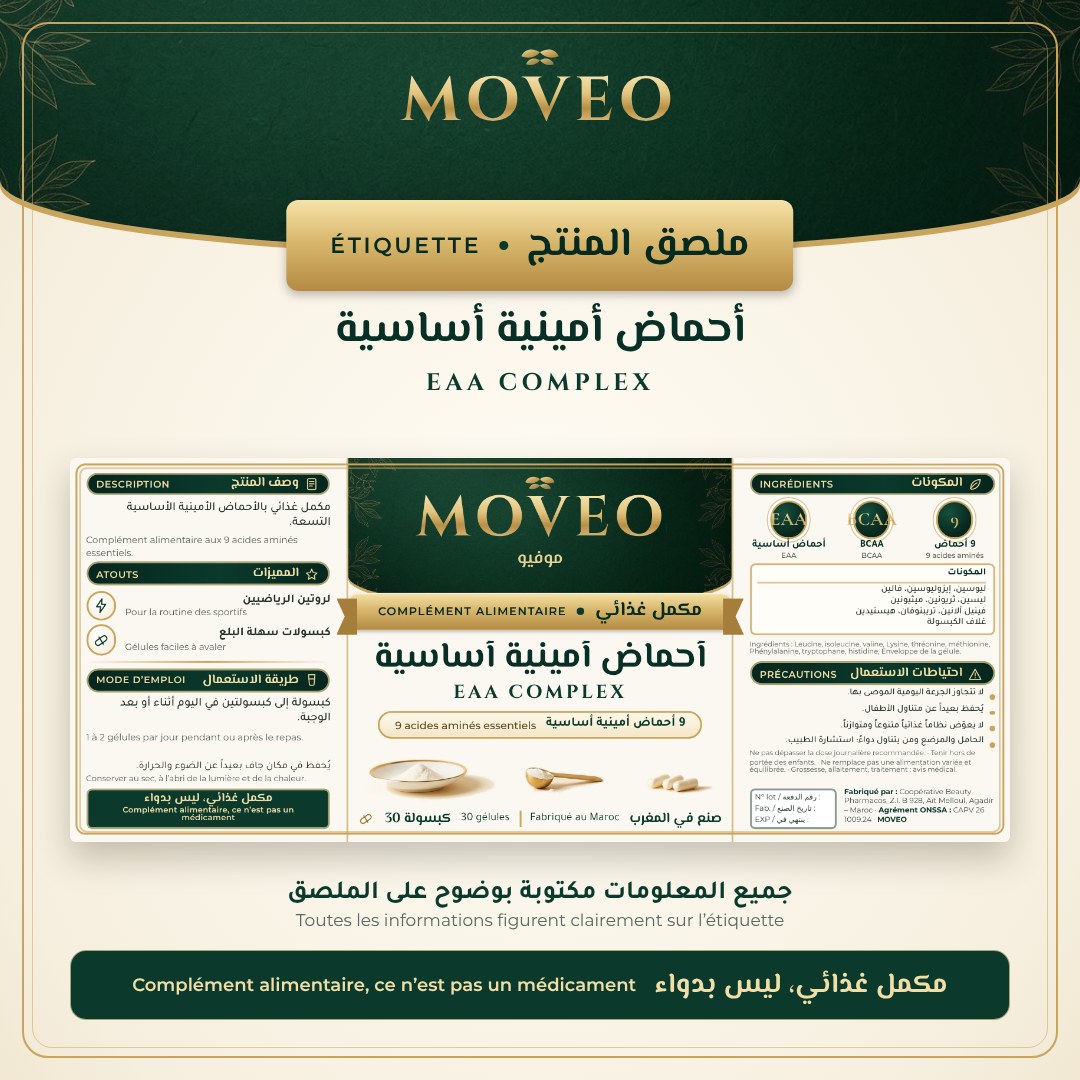 MOVEO
ÉTIQUETTE • ملصق المنتج
أحماض أمينية أساسية
EAA COMPLEX
DESCRIPTION وصف المنتج
مكمل غذائي بالأحماض الأمينية الأساسية
التسعة.
Complément alimentaire aux 9 acides aminés
essentiels.
ATOUTS المميزات
لروتين الرياضيين
Pour la routine des sportifs
كبسولات سهلة البلع
Gélules faciles à avaler
MODE D'EMPLOI طريقة الاستعمال
كبسولة إلى كبسولتين في اليوم أثناء أو بعد
الوجبة.
1 à 2 gélules par jour pendant ou après le repas.
يُحفظ في مكان جاف بعيداً عن الضوء والحرارة.
Conserver au sec, à l'abri de la lumière et de la chaleur.
مكمل غذائي، ليس بدواء
Complément alimentaire, ce n'est pas un
médicament
MOVEO
موفيو
COMPLÉMENT ALIMENTAIRE • مكمل غذائي
أحماض أمينية أساسية
EAA COMPLEX
9 acides aminés essentiels 9 أحماض أمينية أساسية
30 كبسولة 30 gélules | Fabriqué au Maroc صنع في المغرب
INGRÉDIENTS المكونات
EAA BCAA 9
أحماض أساسية BCAA 9 أحماض
EAA BCAA 9 acides aminés
المكونات
ليوسين، إيزوليوسين، فالين
ليسين، ثريونين، ميثيونين
فينيل ألانين، تريبتوفان، هيستيدين
غلاف الكبسولة
Ingrédients : Leucine, isoleucine, valine, Lysine, thréonine, méthionine,
Phénylalanine, tryptophane, histidine, Enveloppe de la gélule.
PRÉCAUTIONS احتياطات الاستعمال
لا تتجاوز الجرعة اليومية الموصى بها.
يُحفظ بعيداً عن متناول الأطفال.
لا يعوّض نظاماً غذائياً متنوعاً ومتوازناً.
الحامل والمرضع ومن يتناول دواءً: استشارة الطبيب.
Ne pas dépasser la dose journalière recommandée. · Tenir hors de
portée des enfants. · Ne remplace pas une alimentation variée et
équilibrée. · Grossesse, allaitement, traitement : avis médical.
N° lot / رقم الدفعة :
Fab. / تاريخ الصنع :
EXP / ينتهي في :
Fabriqué par : Coopérative Beauty
Pharmacos, Z.I. B 928, Ait Melloul, Agadir
– Maroc · Agrément ONSSA : CAPV 26
1009.24 · MOVEO
جميع المعلومات مكتوبة بوضوح على الملصق
Toutes les informations figurent clairement sur l'étiquette
Complément alimentaire, ce n'est pas un médicament مكمل غذائي، ليس بدواء